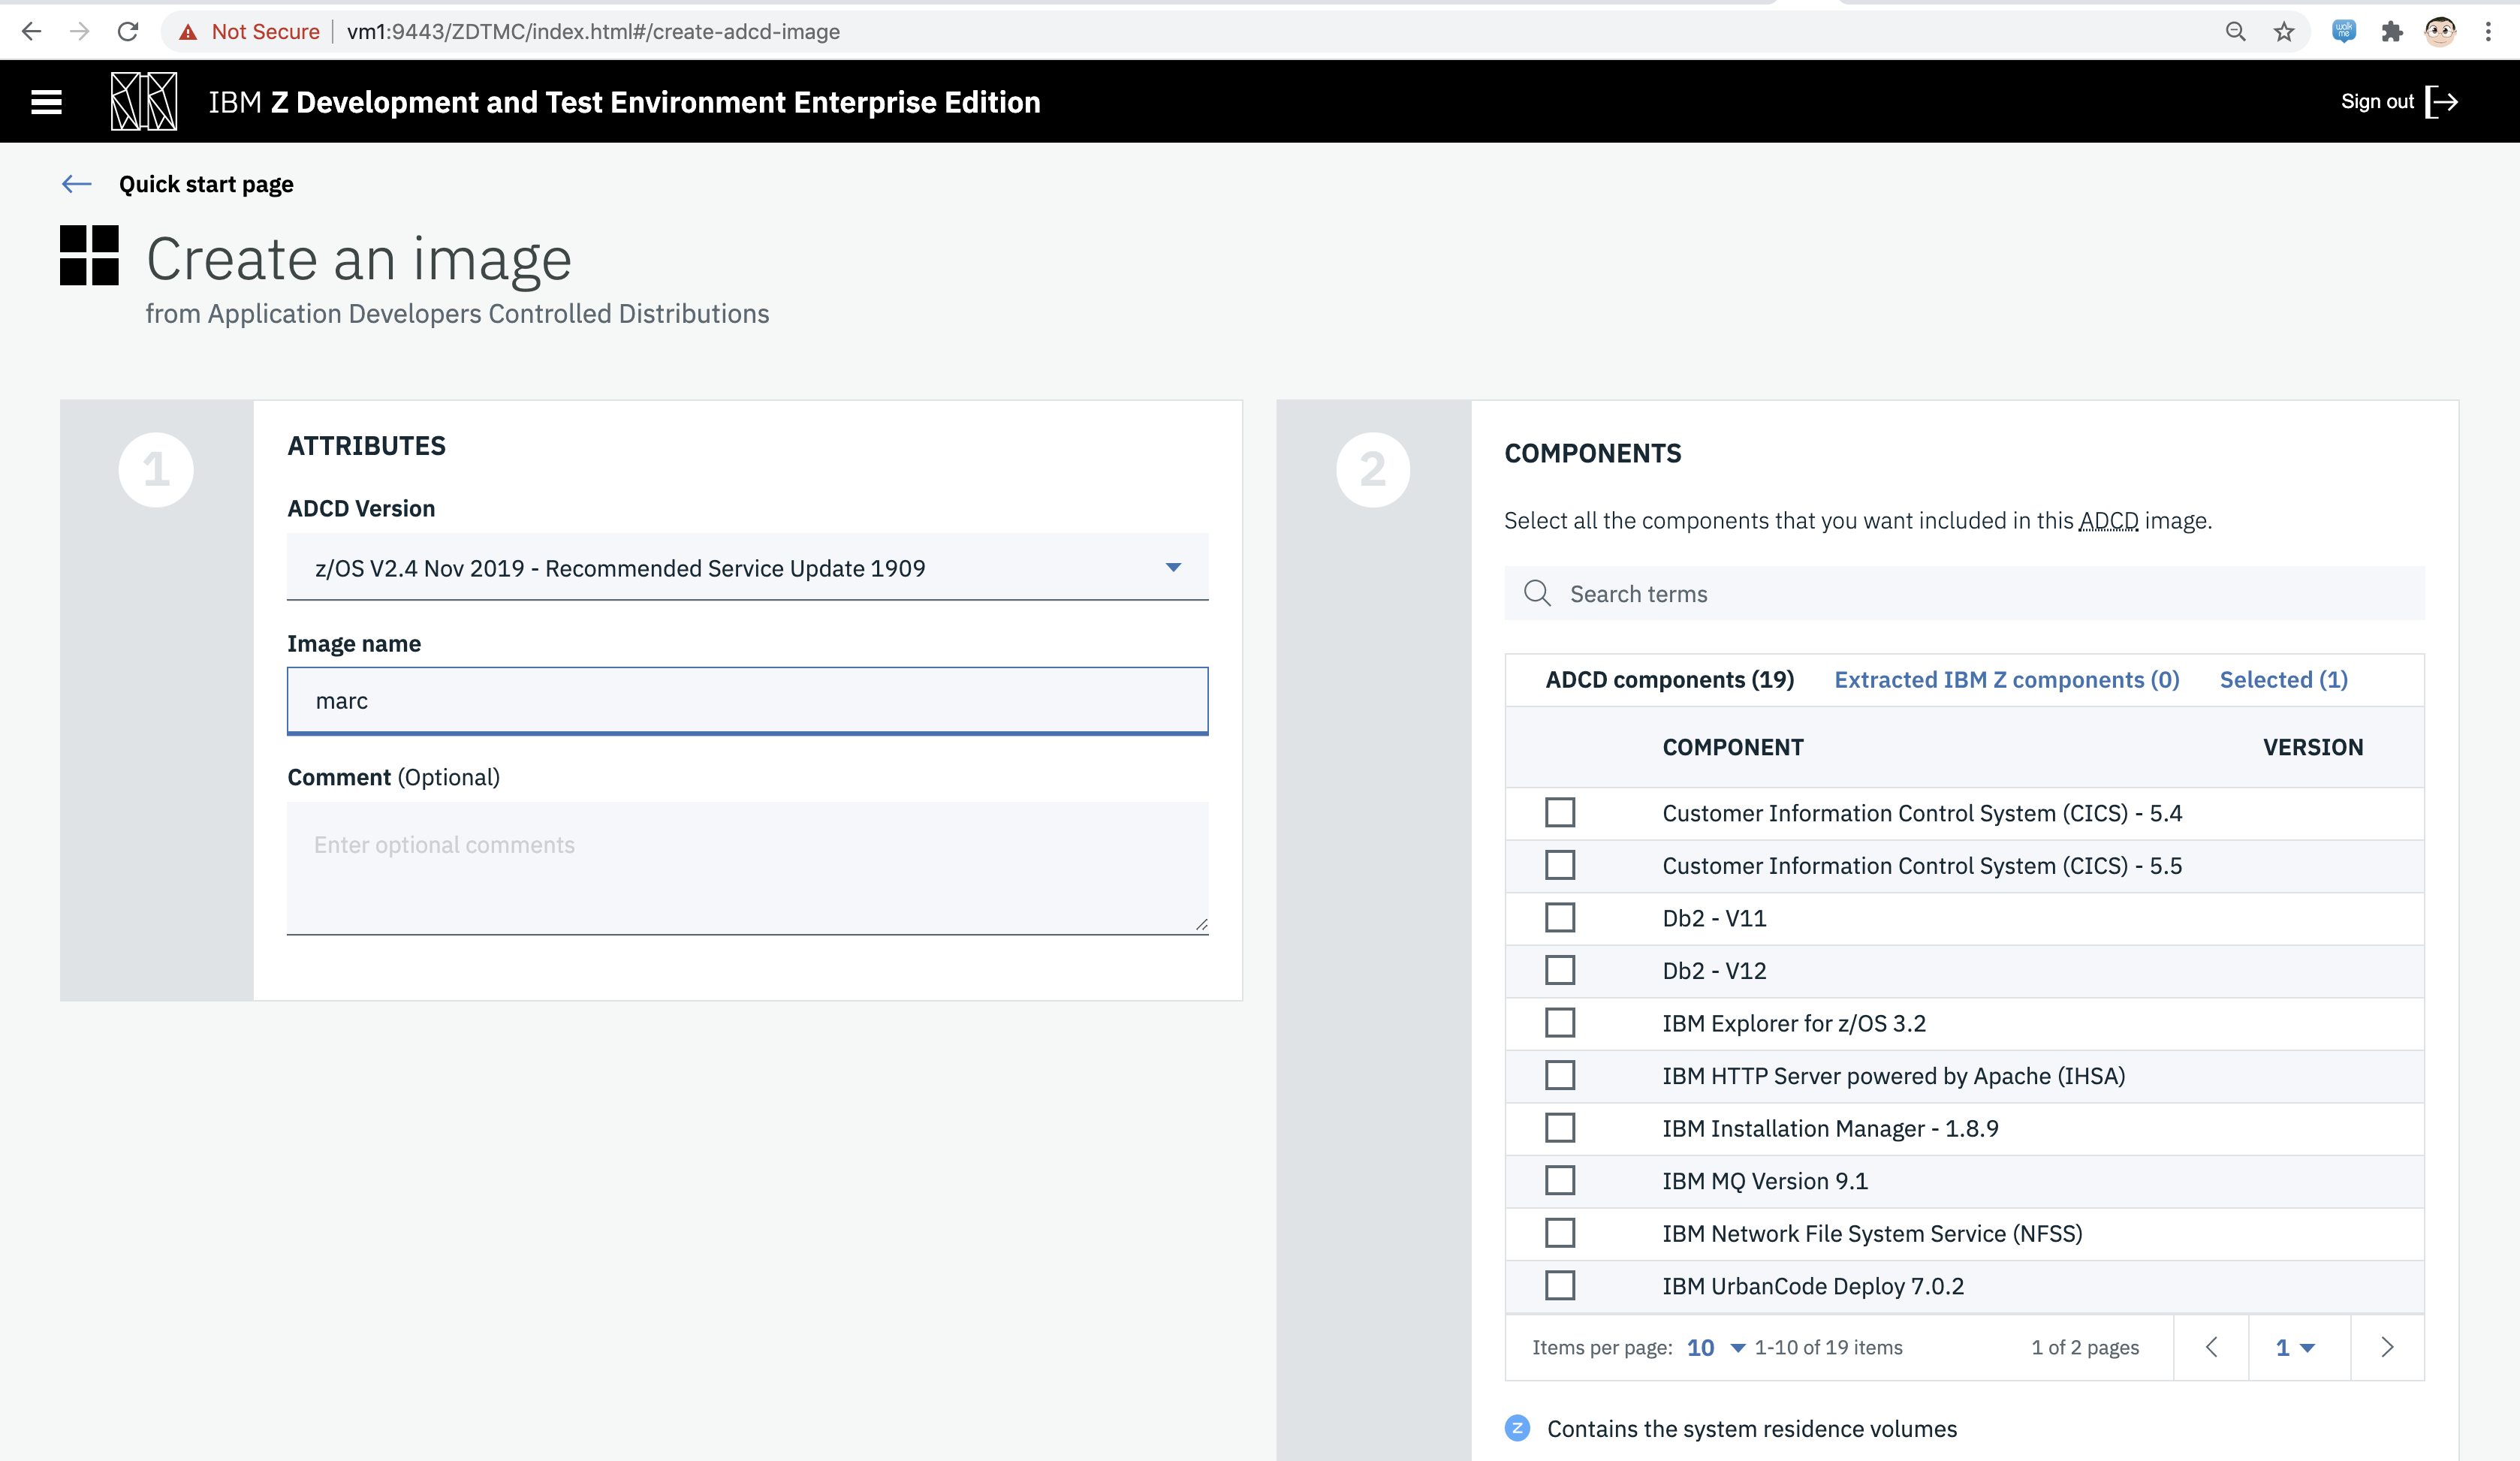 Not Secure | vm1:9443/ZDTMC/index.html#/create-adcd-image
walk me
IBM Z Development and Test Environment Enterprise Edition
Sign out
Quick start page
Create an image
from Application Developers Controlled Distributions
1
ATTRIBUTES
ADCD Version
z/OS V2.4 Nov 2019 - Recommended Service Update 1909
Image name
marc
Comment (Optional)
Enter optional comments
2
COMPONENTS
Select all the components that you want included in this ADCD image.
Search terms
ADCD components (19) Extracted IBM Z components (0) Selected (1)
COMPONENT VERSION
Customer Information Control System (CICS) - 5.4
Customer Information Control System (CICS) - 5.5
Db2 - V11
Db2 - V12
IBM Explorer for z/OS 3.2
IBM HTTP Server powered by Apache (IHSA)
IBM Installation Manager - 1.8.9
IBM MQ Version 9.1
IBM Network File System Service (NFSS)
IBM UrbanCode Deploy 7.0.2
Items per page: 10 1-10 of 19 items 1 of 2 pages 1
Z Contains the system residence volumes